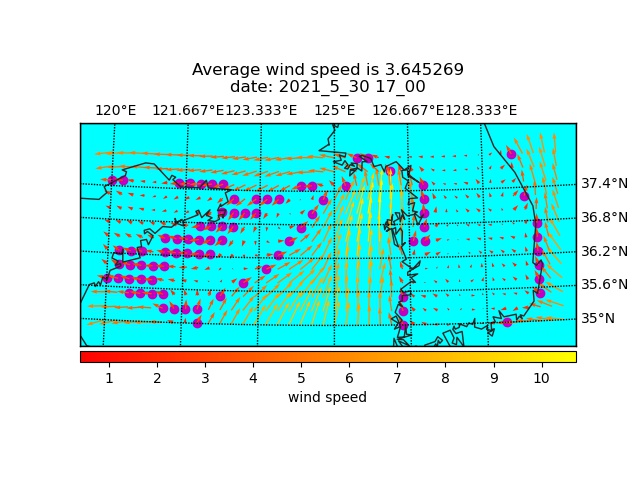 Average wind speed is 3.645269
date: 2021_5_30 17_00
120°E 121.667°E 123.333°E 125°E 126.667°E 128.333°E
37.4°N
36.8°N
36.2°N
35.6°N
35°N
1 2 3 4 5 6 7 8 9 10
wind speed